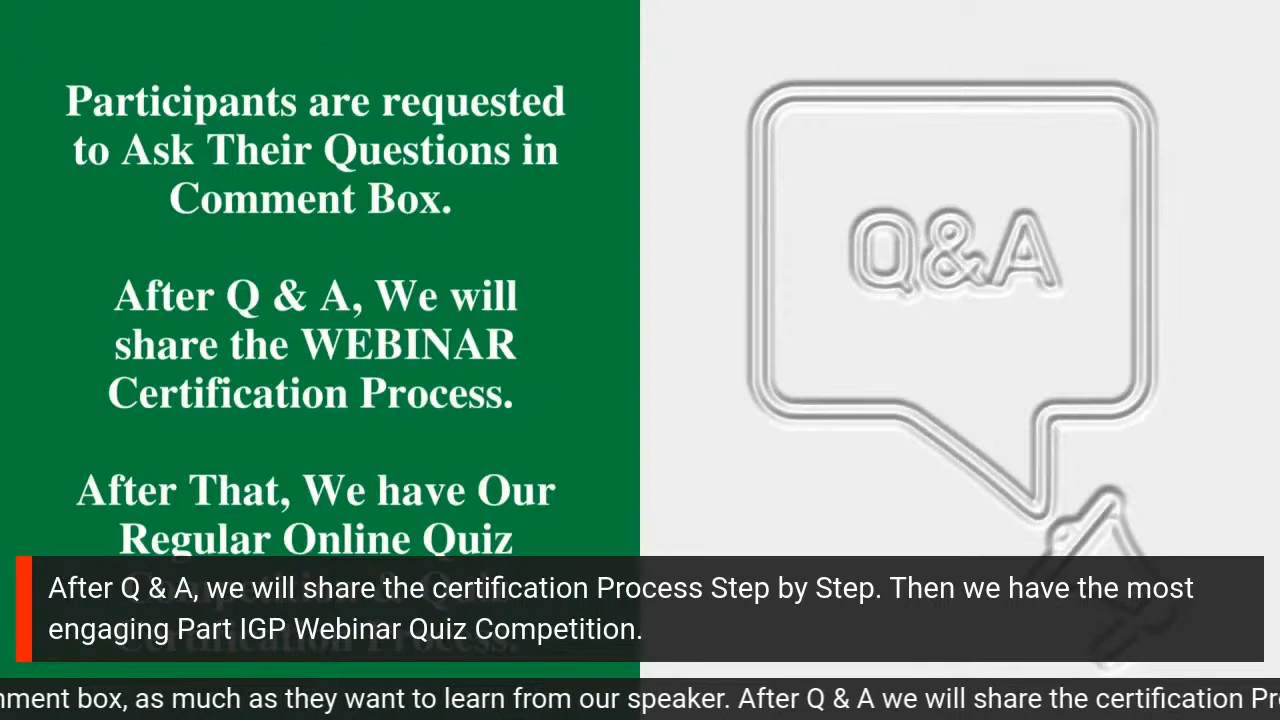 Participants are requested
to Ask Their Questions in
Comment Box.
After Q & A, We will
share the WEBINAR
Certification Process.
After That, We have Our
Regular Online Quiz
Q&A
After Q & A, we will share the certification Process Step by Step. Then we have the most
engaging Part IGP Webinar Quiz Competition.
box, as much as they want to learn from our speaker. After Q & A we will share the certification